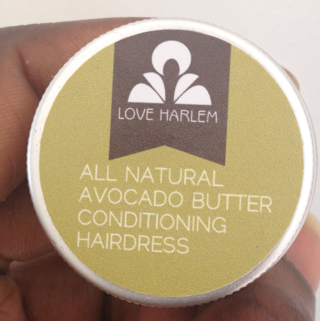 LOVE HARLEM
ALL NATURAL
AVOCADO BUTTER
CONDITIONING
HAIRDRESS